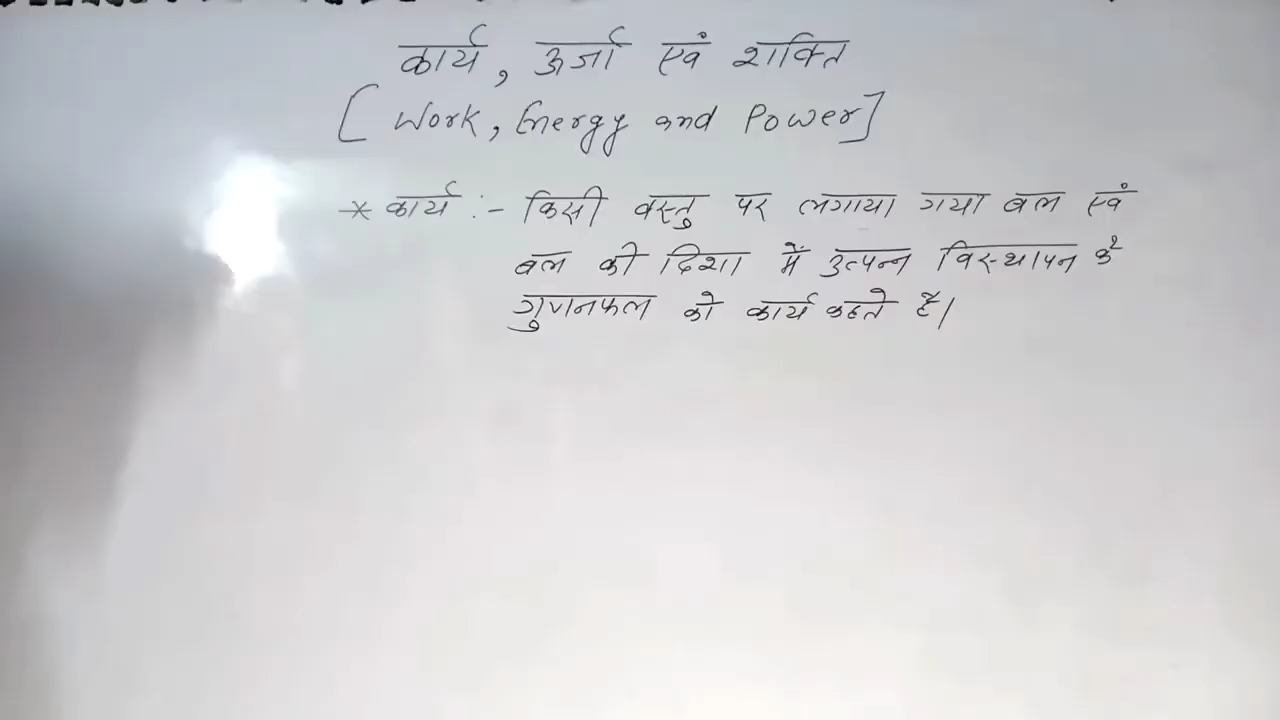 कार्य, ऊर्जा एवं शक्ति
[Work, Energy and Power]
* कार्य :- किसी वस्तु पर लगाया गया बल एवं
बल की दिशा में उत्पन्न विस्थापन के
गुणनफल को कार्य कहते हैं।